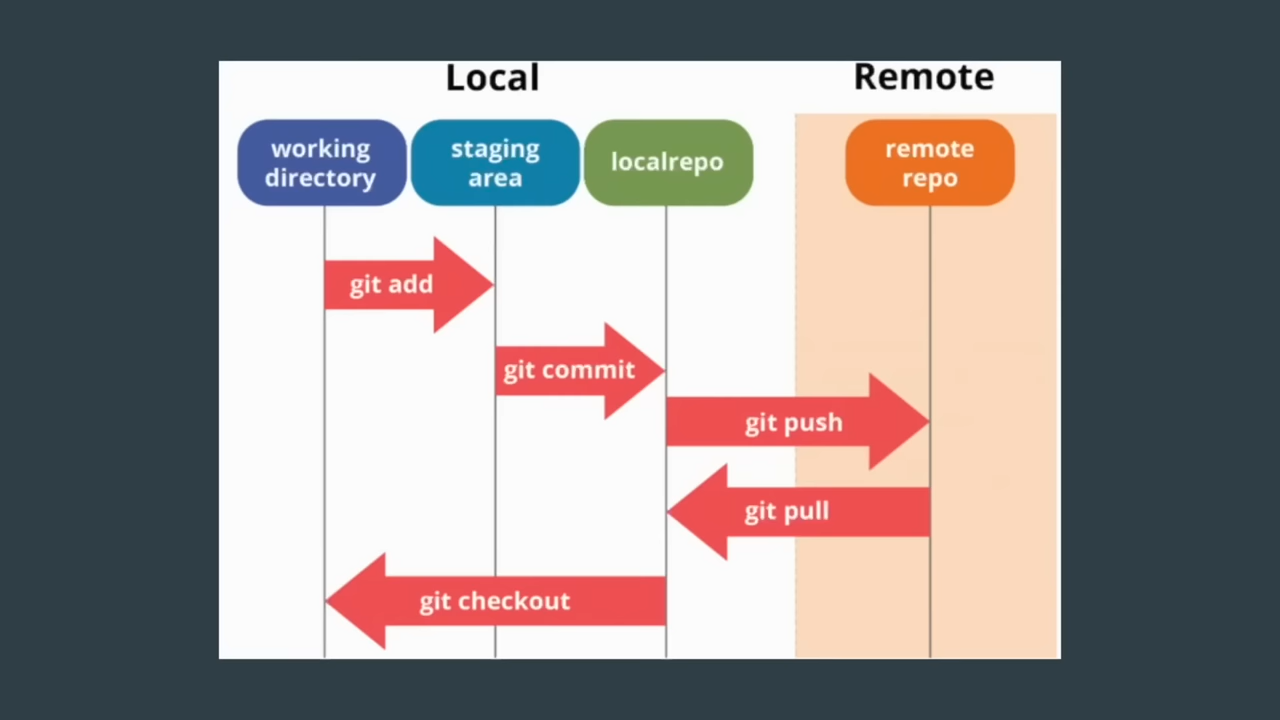 Local
Remote
working
directory
staging
area
localrepo
remote
repo
git add
git commit
git push
git pull
git checkout